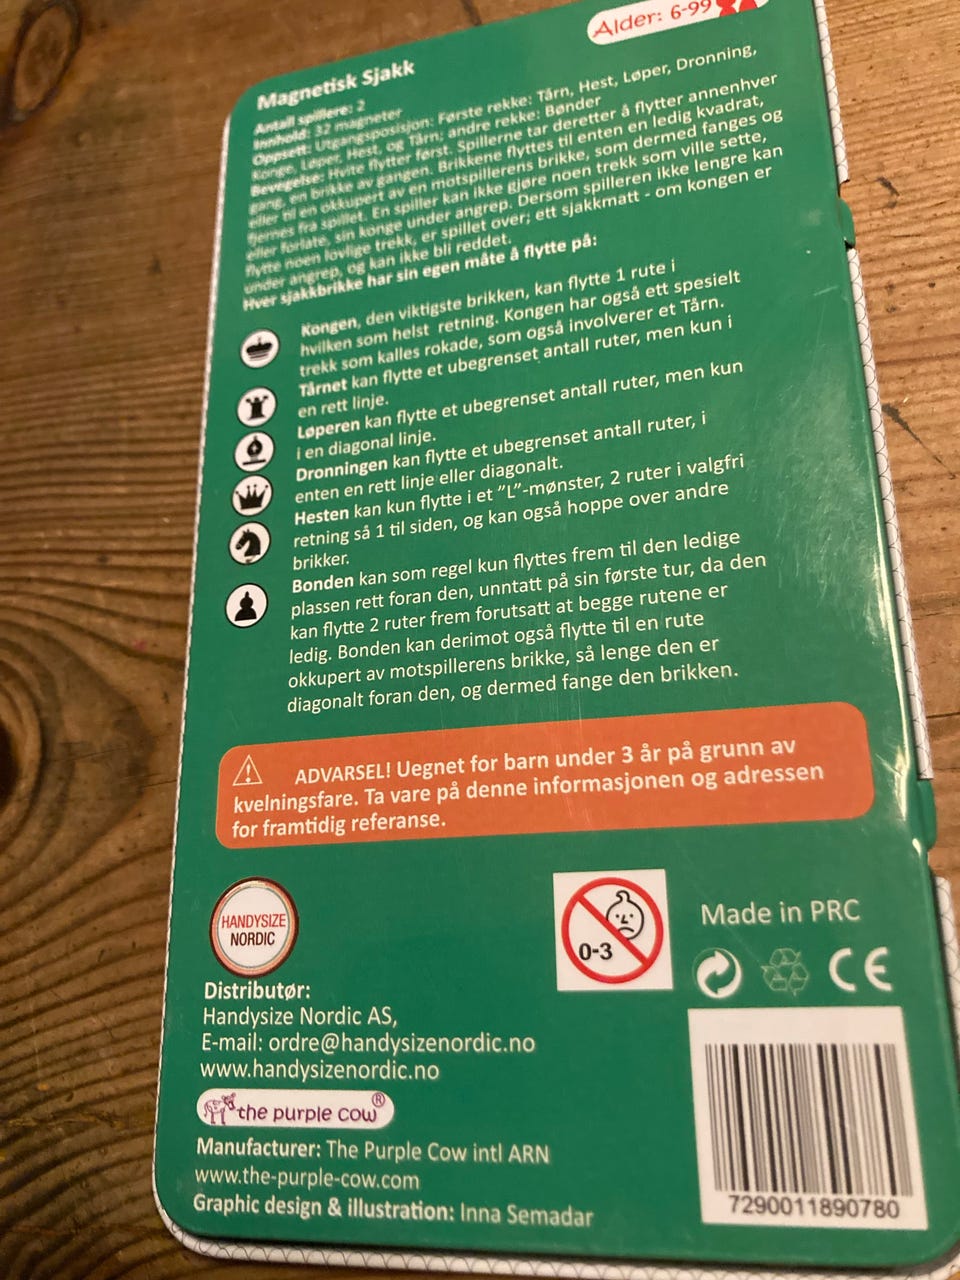 Alder: 6-99
Magnetisk Sjakk
Antall spillere: 2
Innhold: 32 magneter
Oppsett: Utgangsposisjon: Første rekke: Tårn, Hest, Løper, Dronning,
Konge, Løper, Hest, og Tårn; andre rekke: Bønder
Bevegelse: Hvite flytter først. Spillerne tar deretter å flytter annenhver
gang, en brikke av gangen. Brikkene flyttes til enten en ledig kvadrat,
eller til en okkupert av en motspillerens brikke, som dermed fanges og
fjernes fra spillet. En spiller kan ikke gjøre noen trekk som ville sette,
eller forlate, sin konge under angrep. Dersom spilleren ikke lengre kan
flytte noen lovlige trekk, er spillet over; ett sjakkmatt - om kongen er
under angrep, og kan ikke bli reddet.
Hver sjakkbrikke har sin egen måte å flytte på:
Kongen, den viktigste brikken, kan flytte 1 rute i
hvilken som helst retning. Kongen har også ett spesielt
trekk som kalles rokade, som også involverer et Tårn.
Tårnet kan flytte et ubegrenset antall ruter, men kun i
en rett linje.
Løperen kan flytte et ubegrenset antall ruter, men kun
i en diagonal linje.
Dronningen kan flytte et ubegrenset antall ruter, i
enten en rett linje eller diagonalt.
Hesten kan kun flytte i et ”L”-mønster, 2 ruter i valgfri
retning så 1 til siden, og kan også hoppe over andre
brikker.
Bonden kan som regel kun flyttes frem til den ledige
plassen rett foran den, unntatt på sin første tur, da den
kan flytte 2 ruter frem forutsatt at begge rutene er
ledig. Bonden kan derimot også flytte til en rute
okkupert av motspillerens brikke, så lenge den er
diagonalt foran den, og dermed fange den brikken.
ADVARSEL! Uegnet for barn under 3 år på grunn av
kvelningsfare. Ta vare på denne informasjonen og adressen
for framtidig referanse.
HANDYSIZE
NORDIC
0-3
Made in PRC
CE
Distributør:
Handysize Nordic AS,
E-mail: ordre@handysizenordic.no
www.handysizenordic.no
the purple cow®
Manufacturer: The Purple Cow intl ARN
www.the-purple-cow.com
Graphic design & illustration: Inna Semadar
7290011890780